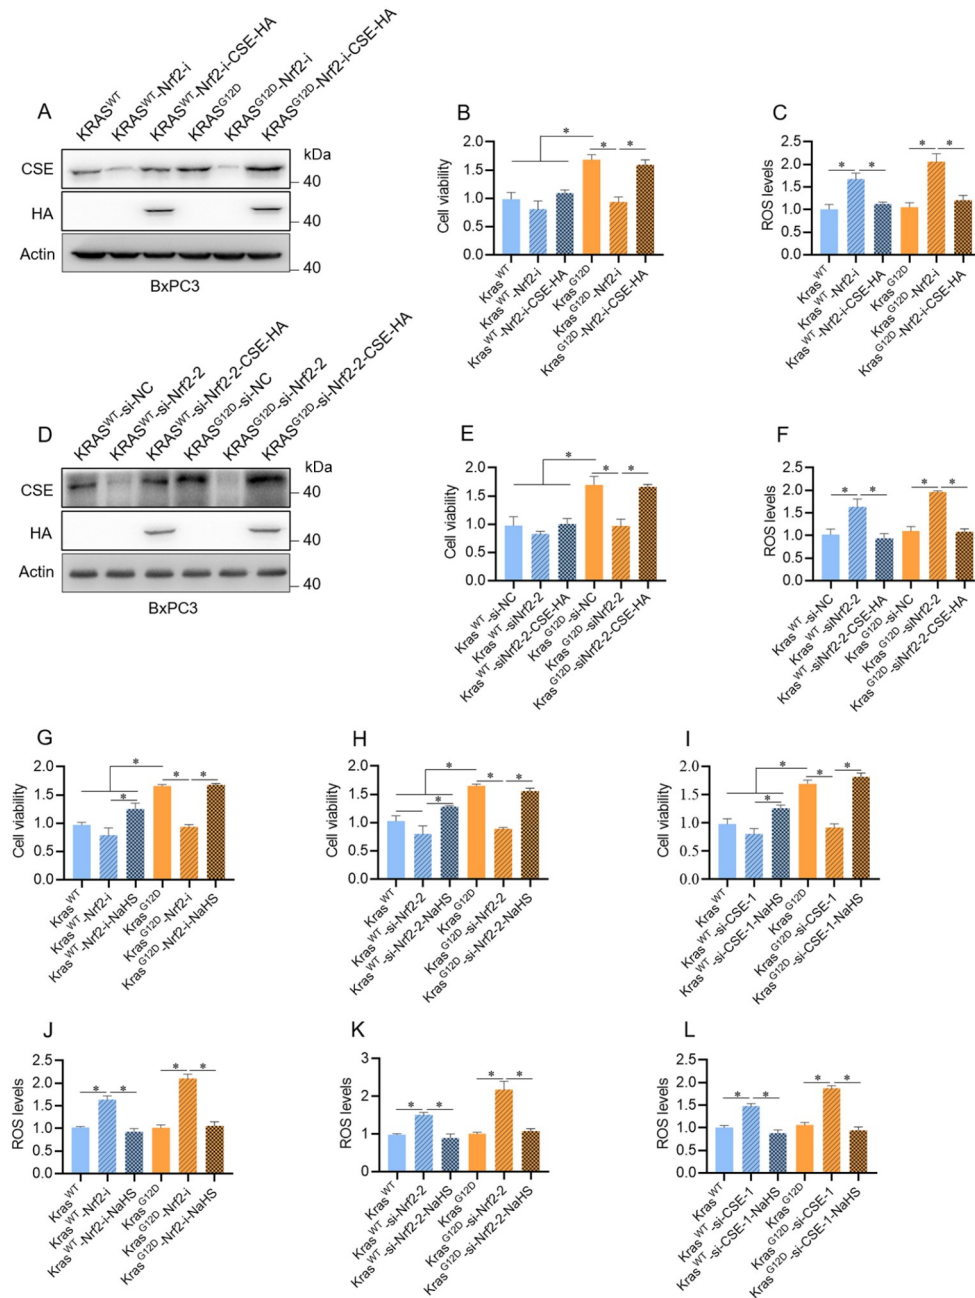 A
KRASWT
KRASWT-Nrf2-i
KRASWT-Nrf2-i-CSE-HA
KRASG12D
KRASG12D-Nrf2-i
KRASG12D-Nrf2-i-CSE-HA
kDa
CSE
40
HA
40
Actin
40
BxPC3
B
Cell viability
2.0
1.5
1.0
0.5
0.0
*
* *
Kras WT
Kras WT-Nrf2-i
Kras WT-Nrf2-i-CSE-HA
Kras G12D
Kras G12D-Nrf2-i
Kras G12D-Nrf2-i-CSE-HA
C
ROS levels
2.5
2.0
1.5
1.0
0.5
0.0
* *
* *
Kras WT
Kras WT-Nrf2-i
Kras WT-Nrf2-i-CSE-HA
Kras G12D
Kras G12D-Nrf2-i
Kras G12D-Nrf2-i-CSE-HA
D
KRASWT-si-NC
KRASWT-si-Nrf2-2
KRASWT-si-Nrf2-2-CSE-HA
KRASG12D-si-NC
KRASG12D-si-Nrf2-2
KRASG12D-si-Nrf2-2-CSE-HA
kDa
CSE
40
HA
40
Actin
40
BxPC3
E
Cell viability
2.0
1.5
1.0
0.5
0.0
*
* *
Kras WT-si-NC
Kras WT-siNrf2-2
Kras WT-siNrf2-2-CSE-HA
Kras G12D-si-NC
Kras G12D-siNrf2-2
Kras G12D-siNrf2-2-CSE-HA
F
ROS levels
2.5
2.0
1.5
1.0
0.5
0.0
* *
* *
Kras WT-si-NC
Kras WT-siNrf2-2
Kras WT-siNrf2-2-CSE-HA
Kras G12D-si-NC
Kras G12D-siNrf2-2
Kras G12D-siNrf2-2-CSE-HA
G
Cell viability
2.0
1.5
1.0
0.5
0.0
*
*
* *
Kras WT
Kras WT-Nrf2-i
Kras WT-Nrf2-i-NaHS
Kras G12D
Kras G12D-Nrf2-i
Kras G12D-Nrf2-i-NaHS
H
Cell viability
2.0
1.5
1.0
0.5
0.0
*
*
* *
Kras WT
Kras WT-si-Nrf2-2
Kras WT-si-Nrf2-2-NaHS
Kras G12D
Kras G12D-si-Nrf2-2
Kras G12D-si-Nrf2-2-NaHS
I
Cell viability
2.0
1.5
1.0
0.5
0.0
*
*
* *
Kras WT
Kras WT-si-CSE-1
Kras WT-si-CSE-1-NaHS
Kras G12D
Kras G12D-si-CSE-1
Kras G12D-si-CSE-1-NaHS
J
ROS levels
2.5
2.0
1.5
1.0
0.5
0.0
* *
* *
Kras WT
Kras WT-Nrf2-i
Kras WT-Nrf2-i-NaHS
Kras G12D
Kras G12D-Nrf2-i
Kras G12D-Nrf2-i-NaHS
K
ROS levels
3
2
1
0
* *
* *
Kras WT
Kras WT-si-Nrf2-2
Kras WT-si-Nrf2-2-NaHS
Kras G12D
Kras G12D-si-Nrf2-2
Kras G12D-si-Nrf2-2-NaHS
L
ROS levels
2.5
2.0
1.5
1.0
0.5
0.0
* *
* *
Kras WT
Kras WT-si-CSE-1
Kras WT-si-CSE-1-NaHS
Kras G12D
Kras G12D-si-CSE-1
Kras G12D-si-CSE-1-NaHS